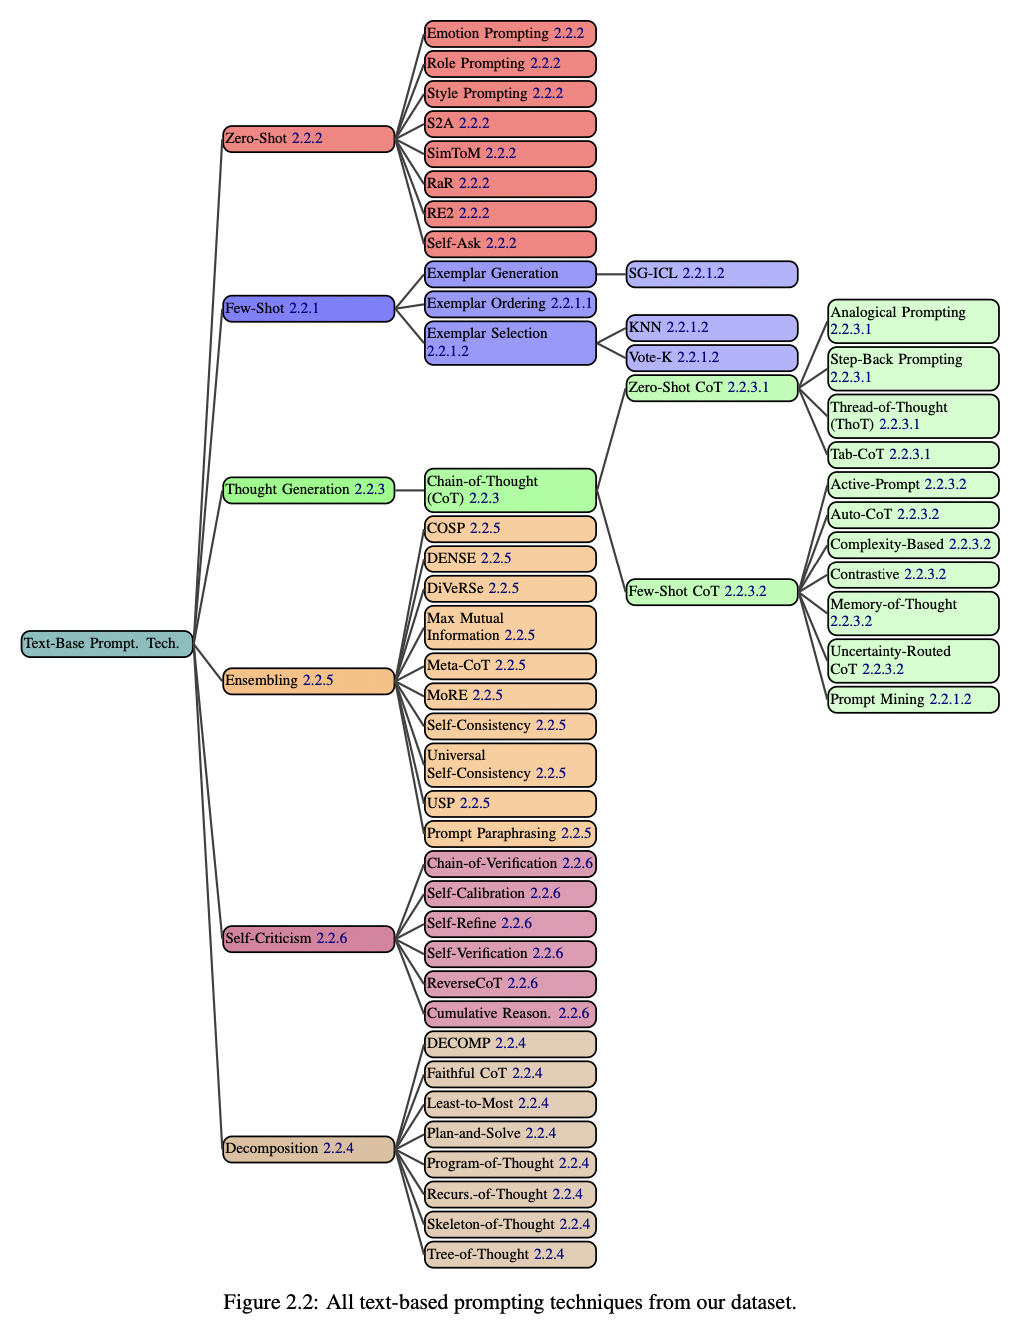 Text-Base Prompt. Tech.
Zero-Shot 2.2.2
Emotion Prompting 2.2.2
Role Prompting 2.2.2
Style Prompting 2.2.2
S2A 2.2.2
SimToM 2.2.2
RaR 2.2.2
RE2 2.2.2
Self-Ask 2.2.2
Few-Shot 2.2.1
Exemplar Generation
SG-ICL 2.2.1.2
Exemplar Ordering 2.2.1.1
Exemplar Selection
2.2.1.2
KNN 2.2.1.2
Vote-K 2.2.1.2
Thought Generation 2.2.3
Chain-of-Thought
(CoT) 2.2.3
Zero-Shot CoT 2.2.3.1
Analogical Prompting
2.2.3.1
Step-Back Prompting
2.2.3.1
Thread-of-Thought
(ThoT) 2.2.3.1
Tab-CoT 2.2.3.1
Few-Shot CoT 2.2.3.2
Active-Prompt 2.2.3.2
Auto-CoT 2.2.3.2
Complexity-Based 2.2.3.2
Contrastive 2.2.3.2
Memory-of-Thought
2.2.3.2
Uncertainty-Routed
CoT 2.2.3.2
Prompt Mining 2.2.1.2
Ensembling 2.2.5
COSP 2.2.5
DENSE 2.2.5
DiVeRSe 2.2.5
Max Mutual
Information 2.2.5
Meta-CoT 2.2.5
MoRE 2.2.5
Self-Consistency 2.2.5
Universal
Self-Consistency 2.2.5
USP 2.2.5
Prompt Paraphrasing 2.2.5
Self-Criticism 2.2.6
Chain-of-Verification 2.2.6
Self-Calibration 2.2.6
Self-Refine 2.2.6
Self-Verification 2.2.6
ReverseCoT 2.2.6
Cumulative Reason. 2.2.6
Decomposition 2.2.4
DECOMP 2.2.4
Faithful CoT 2.2.4
Least-to-Most 2.2.4
Plan-and-Solve 2.2.4
Program-of-Thought 2.2.4
Recurs.-of-Thought 2.2.4
Skeleton-of-Thought 2.2.4
Tree-of-Thought 2.2.4
Figure 2.2: All text-based prompting techniques from our dataset.